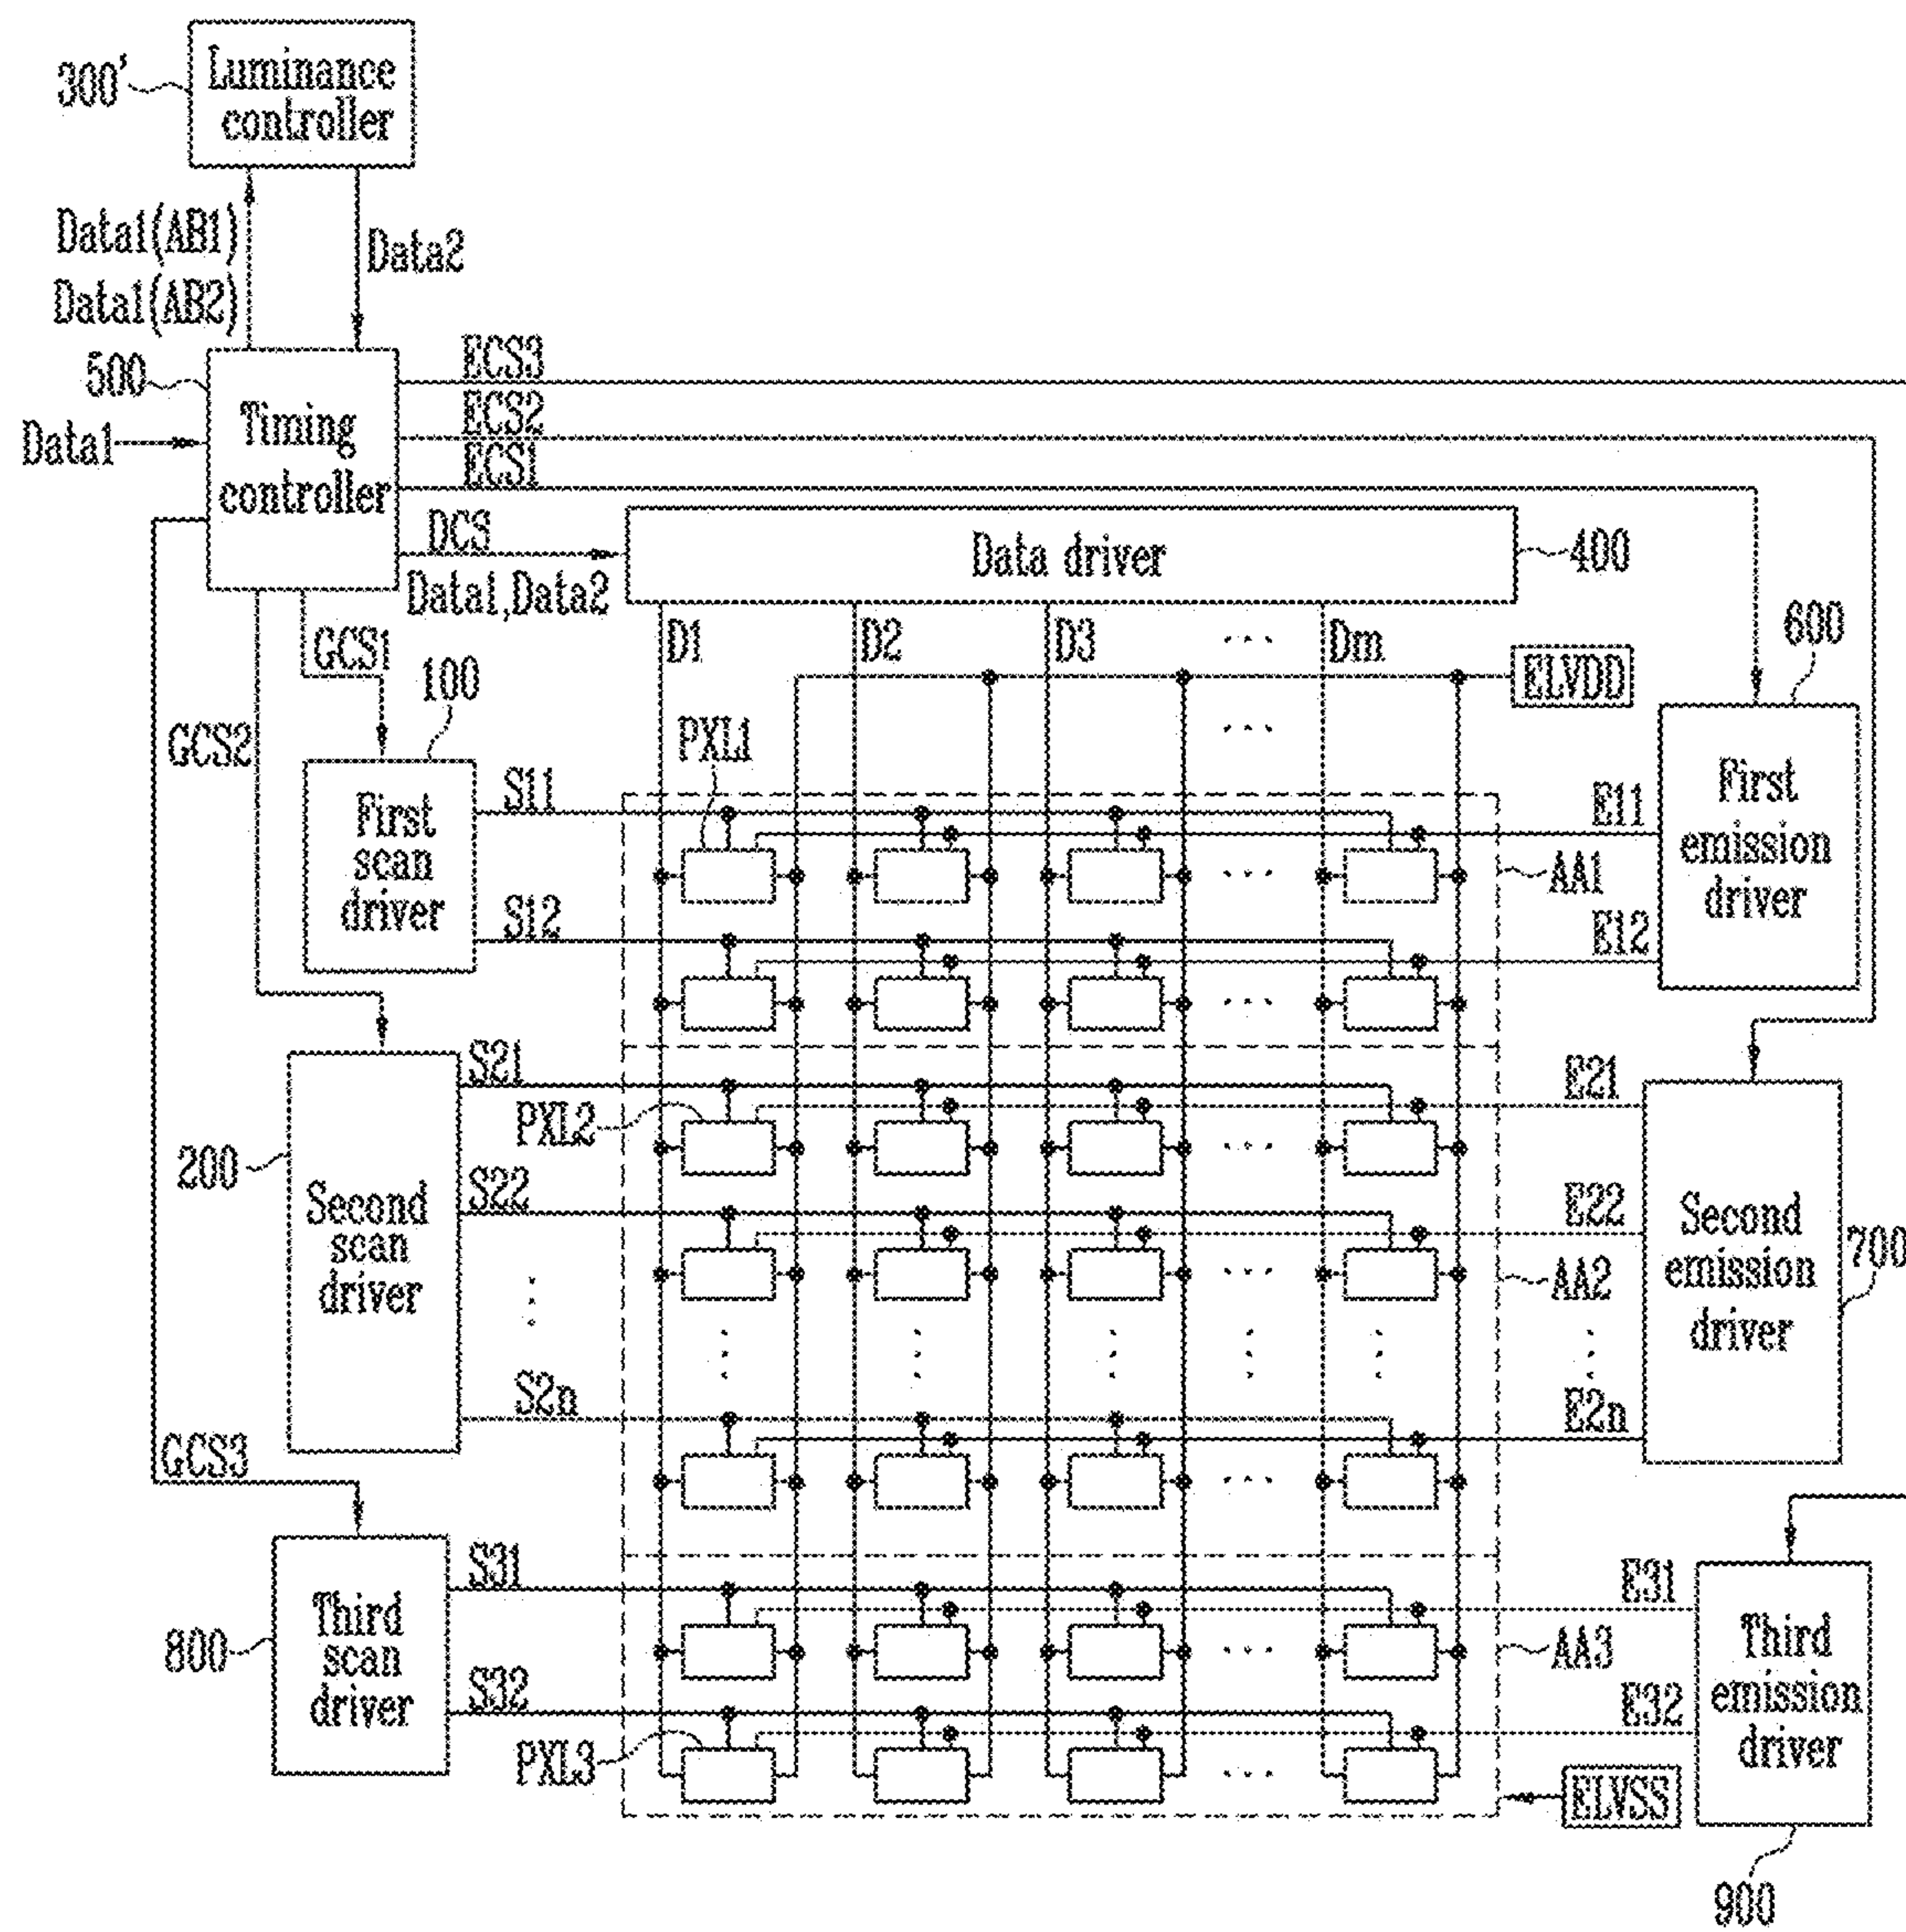 Luminance
controller
300'
Data1(AB1)
Data1(AB2)
Data2
500
Data1
Timing
controller
ECS3
ECS2
ECS1
DCS
Data1,Data2
Data driver
400
D1
D2
D3
...
Dm
ELVDD
600
GCS1
100
GCS2
PXL1
...
First
scan
driver
S11
S12
E11
E12
AA1
First
emission
driver
...
...
200
Second
scan
driver
S21
PXL2
S22
S2n
E21
E22
AA2
E2n
Second
emission
driver
700
...
...
...
GCS3
800
Third
scan
driver
S31
S32
PXL3
E31
AA3
E32
ELVSS
Third
emission
driver
900
...
...